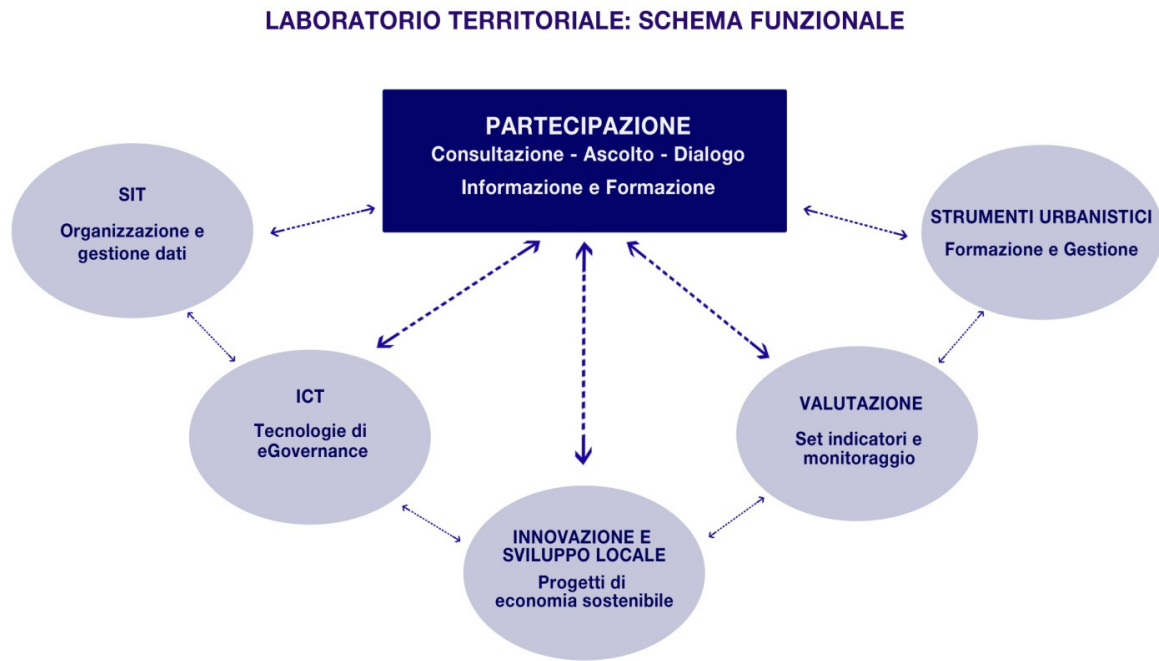 LABORATORIO TERRITORIALE: SCHEMA FUNZIONALE
PARTECIPAZIONE
Consultazione - Ascolto - Dialogo
Informazione e Formazione
SIT
Organizzazione e
gestione dati
ICT
Tecnologie di
eGovernance
INNOVAZIONE E
SVILUPPO LOCALE
Progetti di
economia sostenibile
VALUTAZIONE
Set indicatori e
monitoraggio
STRUMENTI URBANISTICI
Formazione e Gestione